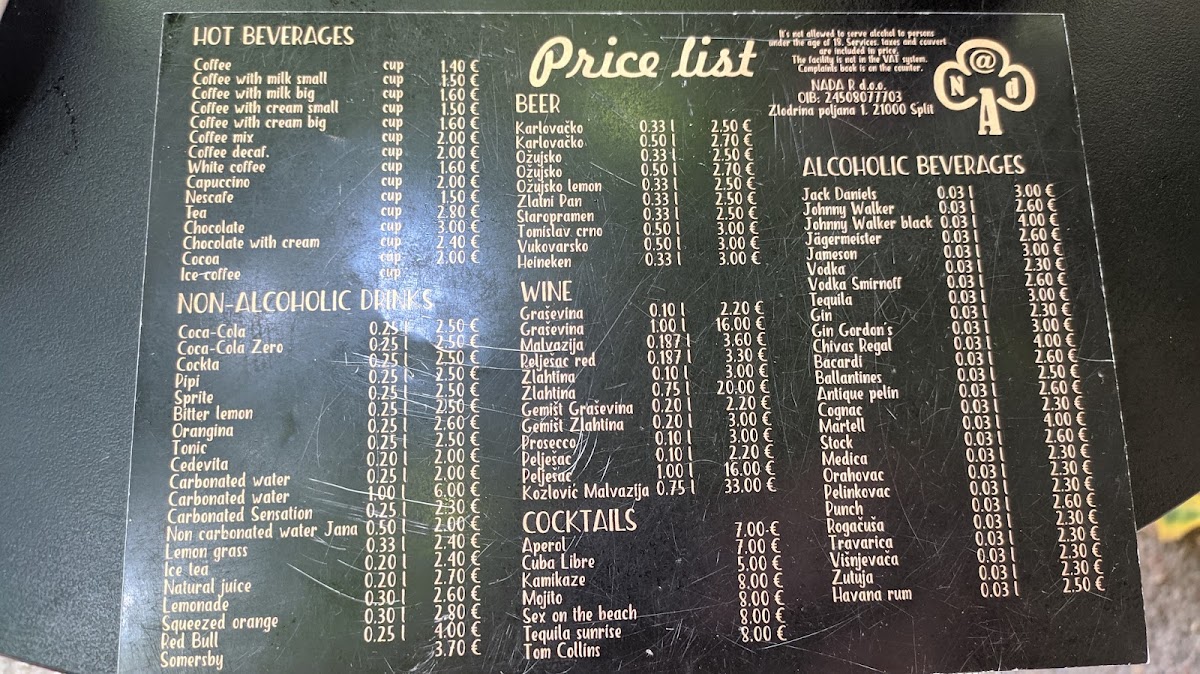 HOT BEVERAGES
Coffee cup 1.40 €
Coffee with milk small cup 1.50 €
Coffee with milk big cup 1.60 €
Coffee with cream small cup 1.50 €
Coffee with cream big cup 1.60 €
Coffee mix cup 2.00 €
Coffee decaf. cup 2.00 €
White coffee cup 1.60 €
Capuccino cup 2.00 €
Nescafe cup 1.50 €
Tea cup 2.80 €
Chocolate cup 3.00 €
Chocolate with cream cup 2.40 €
Cocoa cup 2.00 €
Ice-coffee cup
NON-ALCOHOLIC DRINKS
Coca-Cola 0.25 l 2.50 €
Coca-Cola Zero 0.25 l 2.50 €
Cockta 0.25 l 2.50 €
Pipi 0.25 l 2.50 €
Sprite 0.25 l 2.50 €
Bitter lemon 0.25 l 2.50 €
Orangina 0.25 l 2.60 €
Tonic 0.25 l 2.50 €
Cedevita 0.20 l 2.00 €
Carbonated water 0.25 l 2.00 €
Carbonated water 1.00 l 6.00 €
Carbonated Sensation 0.25 l 2.30 €
Non carbonated water Jana 0.50 l 2.00 €
Lemon grass 0.33 l 2.40 €
Ice tea 0.20 l 2.40 €
Natural juice 0.20 l 2.70 €
Lemonade 0.30 l 2.60 €
Squeezed orange 0.30 l 2.80 €
Red Bull 0.25 l 4.00 €
Somersby 3.70 €
Price list
BEER
Karlovačko 0.33 l 2.50 €
Karlovačko 0.50 l 2.70 €
Ožujsko 0.33 l 2.50 €
Ožujsko 0.50 l 2.70 €
Ožujsko lemon 0.33 l 2.50 €
Zlatni Pan 0.33 l 2.50 €
Staropramen 0.33 l 2.50 €
Tomislav crno 0.50 l 3.00 €
Vukovarsko 0.50 l 3.00 €
Heineken 0.33 l 3.00 €
WINE
Graševina 0.10 l 2.20 €
Graševina 1.00 l 16.00 €
Malvazija 0.187 l 3.60 €
Pelješac red 0.187 l 3.30 €
Žlahtina 0.10 l 3.00 €
Žlahtina 0.75 l 20.00 €
Gemišt Graševina 0.20 l 2.20 €
Gemišt Žlahtina 0.20 l 3.00 €
Prosecco 0.10 l 3.00 €
Pelješac 0.10 l 2.20 €
Pelješac 1.00 l 16.00 €
Kozlović Malvazija 0.75 l 33.00 €
COCKTAILS
Aperol 7.00 €
Cuba Libre 7.00 €
Kamikaze 5.00 €
Mojito 8.00 €
Sex on the beach 8.00 €
Tequila sunrise 8.00 €
Tom Collins 8.00 €
It's not allowed to serve alcohol to persons
under the age of 18. Services, taxes and convert
are included in price.
The facility is not in the VAT system.
Complaints book is on the counter.
NADA R d.o.o.
OIB: 24508077703
Zlodrina poljana 1. 21000 Split
@
N A D
ALCOHOLIC BEVERAGES
Jack Daniels 0.03 l 3.00 €
Johnny Walker 0.03 l 2.60 €
Johnny Walker black 0.03 l 4.00 €
Jägermeister 0.03 l 2.60 €
Jameson 0.03 l 3.00 €
Vodka 0.03 l 2.30 €
Vodka Smirnoff 0.03 l 2.60 €
Tequila 0.03 l 3.00 €
Gin 0.03 l 2.30 €
Gin Gordon's 0.03 l 3.00 €
Chivas Regal 0.03 l 4.00 €
Bacardi 0.03 l 2.60 €
Ballantines 0.03 l 2.50 €
Antique pelin 0.03 l 2.60 €
Cognac 0.03 l 2.30 €
Martell 0.03 l 4.00 €
Stock 0.03 l 2.60 €
Medica 0.03 l 2.30 €
Orahovac 0.03 l 2.30 €
Pelinkovac 0.03 l 2.30 €
Punch 0.03 l 2.60 €
Rogačuša 0.03 l 2.30 €
Travarica 0.03 l 2.30 €
Višnjevača 0.03 l 2.30 €
Zutuja 0.03 l 2.30 €
Havana rum 0.03 l 2.50 €